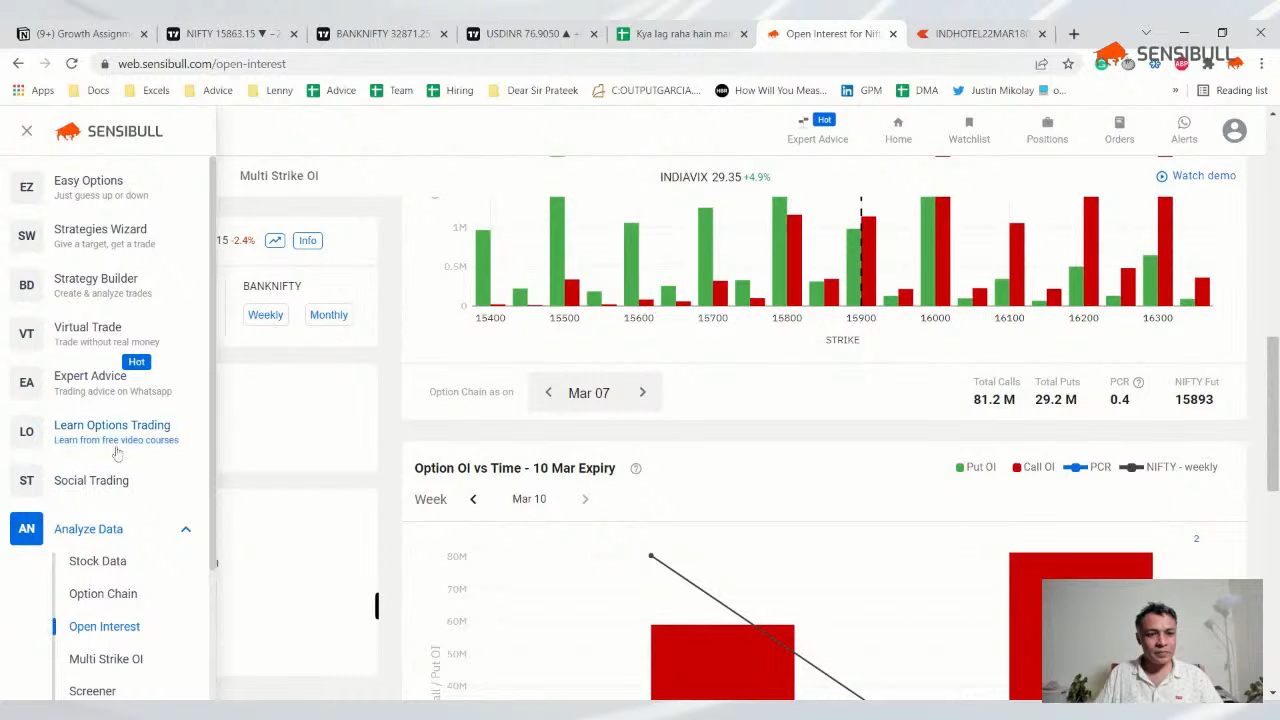 (9+) Growth Assignm
NIFTY 15863.15 ▼ −2
BANKNIFTY 32871.25
USDINR 76.9050 ▲ +
Kya lag raha hain mar
Open Interest for Nift
INDHOTEL22MAR180
SENSIBULL
web.sensibull.com/open-interest
Apps
Docs
Excels
Advice
Lenny
Advice
Team
Hiring
Dear Sir Prateek
C:OUTPUTGARCIA...
How Will You Meas...
GPM
DMA
Justin Mikolay
Reading list
SENSIBULL
Hot
Expert Advice
Home
Watchlist
Positions
Orders
Alerts
EZ
Easy Options
Just guess up or down
SW
Strategies Wizard
Give a target, get a trade
BD
Strategy Builder
Create & analyze trades
VT
Virtual Trade
Trade without real money
Hot
EA
Expert Advice
Trading advice on Whatsapp
LO
Learn Options Trading
Learn from free video courses
ST
Social Trading
AN
Analyze Data
Stock Data
Option Chain
Open Interest
Multi Strike OI
Screener
Multi Strike OI
15 -2.4%
Info
BANKNIFTY
Weekly
Monthly
INDIAVIX 29.35 +4.9%
Watch demo
1M
0.5M
0
15400 15500 15600 15700 15800 15900 16000 16100 16200 16300
STRIKE
Option Chain as on
Mar 07
Total Calls
81.2 M
Total Puts
29.2 M
PCR
0.4
NIFTY Fut
15893
Option OI vs Time - 10 Mar Expiry
Put OI
Call OI
PCR
NIFTY - weekly
Week
Mar 10
2
80M
70M
60M
50M
40M
Call / Put OI